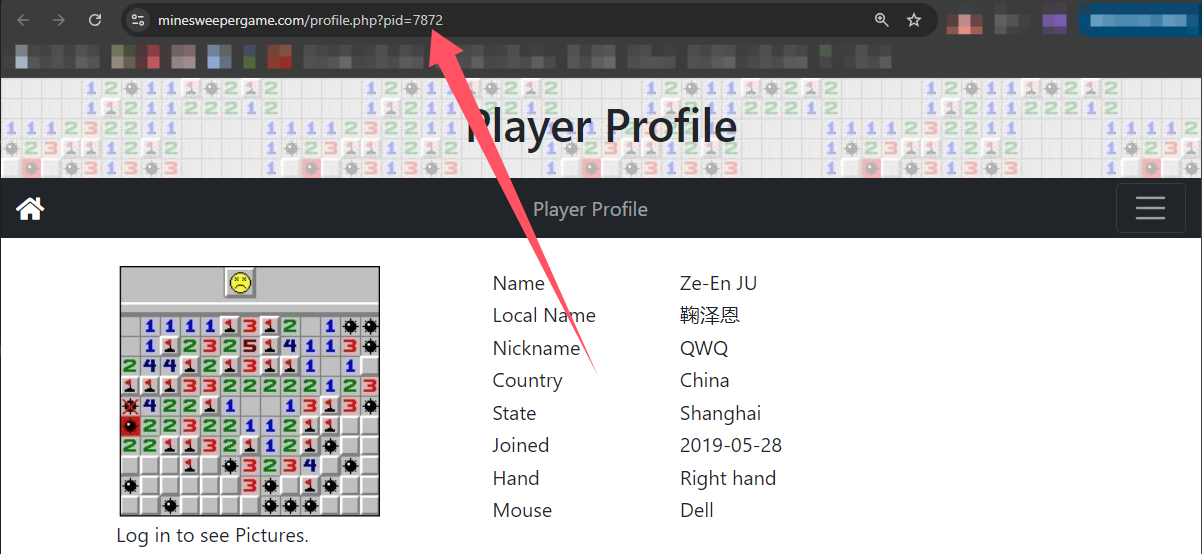 minesweepergame.com/profile.php?pid=7872
Player Profile
Player Profile
Name Ze-En JU
Local Name 鞠泽恩
Nickname QWQ
Country China
State Shanghai
Joined 2019-05-28
Hand Right hand
Mouse Dell
Log in to see Pictures.